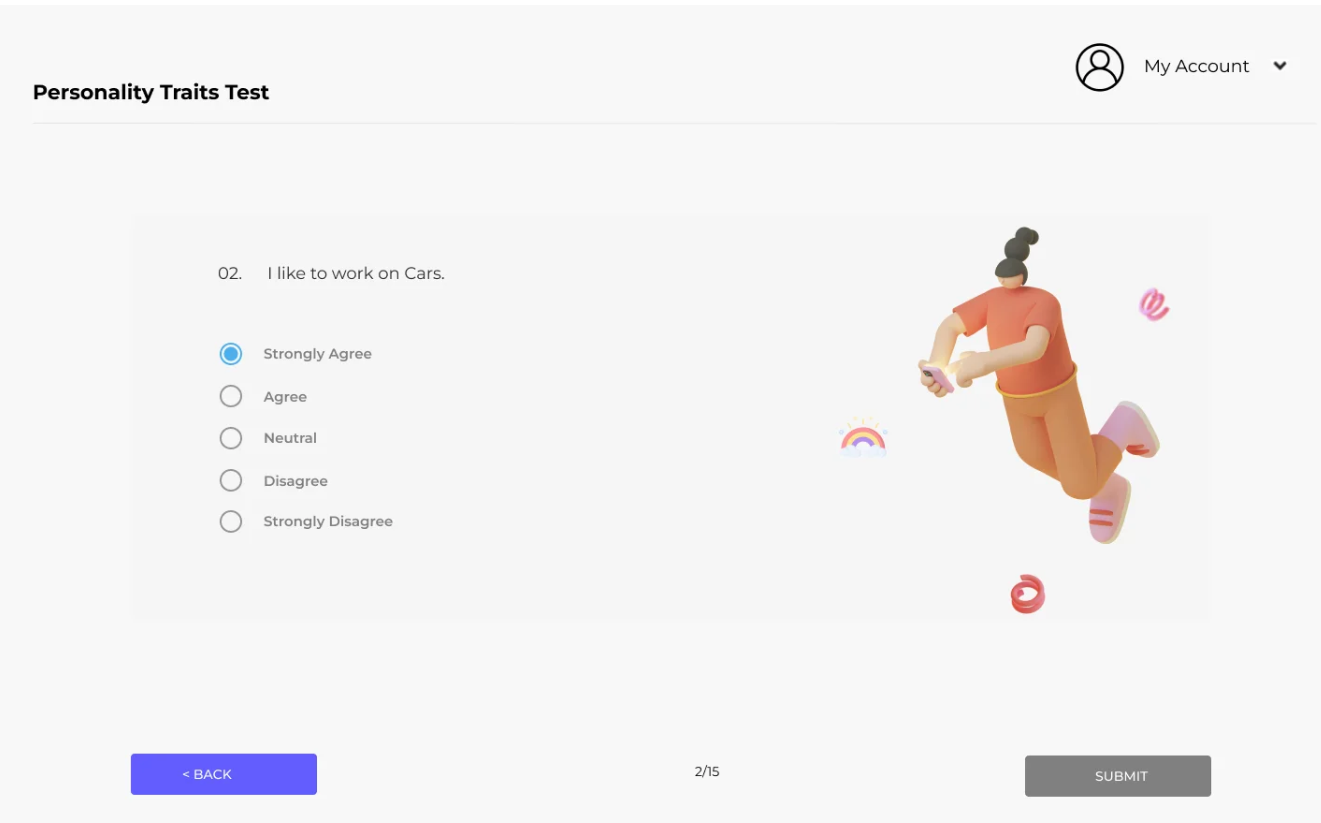 My Account
Personality Traits Test
02. I like to work on Cars.
Strongly Agree
Agree
Neutral
Disagree
Strongly Disagree
< BACK
2/15
SUBMIT